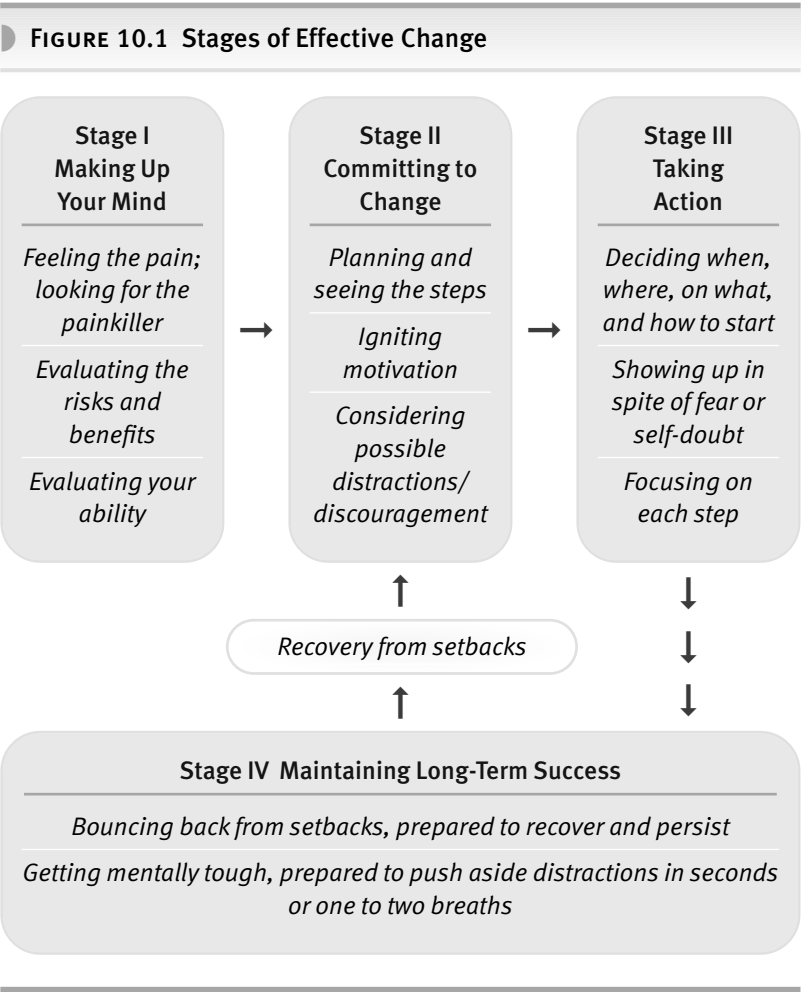 FIGURE 10.1 Stages of Effective Change
Stage I
Making Up
Your Mind
Feeling the pain;
looking for the
painkiller
Evaluating the
risks and
benefits
Evaluating your
ability
Stage II
Committing to
Change
Planning and
seeing the steps
Igniting
motivation
Considering
possible
distractions/
discouragement
Stage III
Taking
Action
Deciding when,
where, on what,
and how to start
Showing up in
spite of fear or
self-doubt
Focusing on
each step
Recovery from setbacks
Stage IV Maintaining Long-Term Success
Bouncing back from setbacks, prepared to recover and persist
Getting mentally tough, prepared to push aside distractions in seconds
or one to two breaths